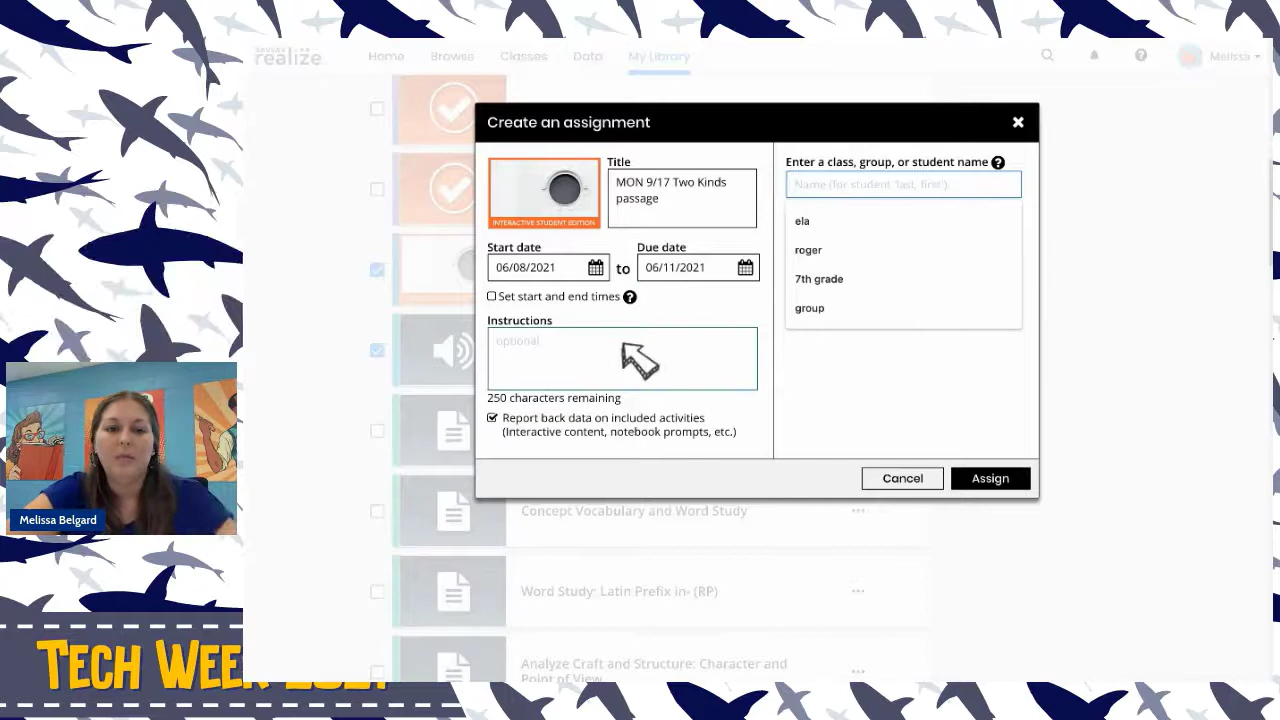 realize
Home
Browse
Classes
Data
My Library
Melissa
Create an assignment
Title
MON 9/17 Two Kinds
passage
INTERACTIVE STUDENT EDITION
Start date
06/08/2021
to
Due date
06/11/2021
Set start and end times
Instructions
optional
250 characters remaining
Report back data on included activities
(Interactive content, notebook prompts, etc.)
Enter a class, group, or student name
Name (for student 'last, first').
ela
roger
7th grade
group
Cancel
Assign
Concept Vocabulary and Word Study
Word Study: Latin Prefix in- (RP)
Analyze Craft and Structure: Character and
Point of View
Melissa Belgard
TECH WEEK